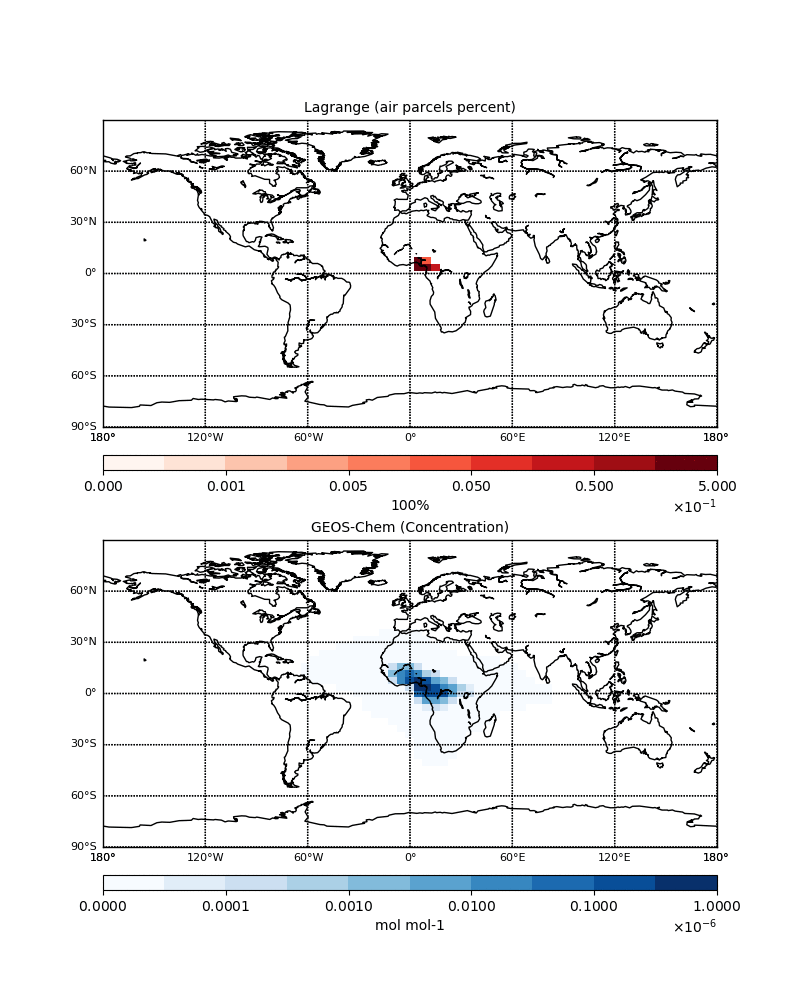 Lagrange (air parcels percent)
60°N
30°N
0°
30°S
60°S
90°S
180° 120°W 60°W 0° 60°E 120°E 180°
0.000 0.001 0.005 0.050 0.500 5.000
100% ×10⁻¹
GEOS-Chem (Concentration)
60°N
30°N
0°
30°S
60°S
90°S
180° 120°W 60°W 0° 60°E 120°E 180°
0.0000 0.0001 0.0010 0.0100 0.1000 1.0000
mol mol-1 ×10⁻⁶